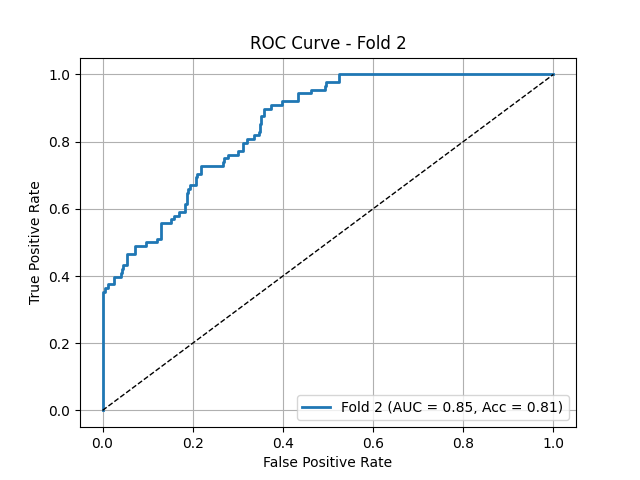 ROC Curve - Fold 2
True Positive Rate
1.0
0.8
0.6
0.4
0.2
0.0
Fold 2 (AUC = 0.85, Acc = 0.81)
0.0 0.2 0.4 0.6 0.8 1.0
False Positive Rate